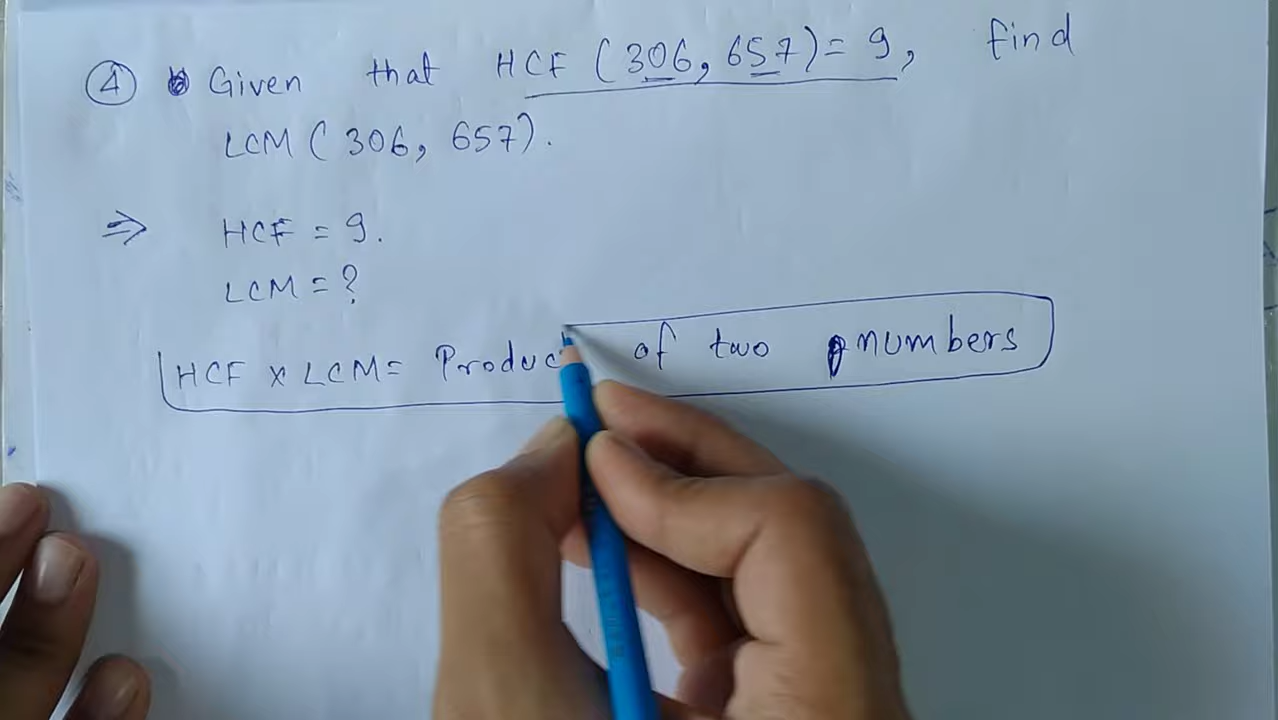 ④ Given that HCF (306, 657) = 9, find
LCM (306, 657).
⇒ HCF = 9.
LCM = ?
HCF × LCM = Produc of two numbers